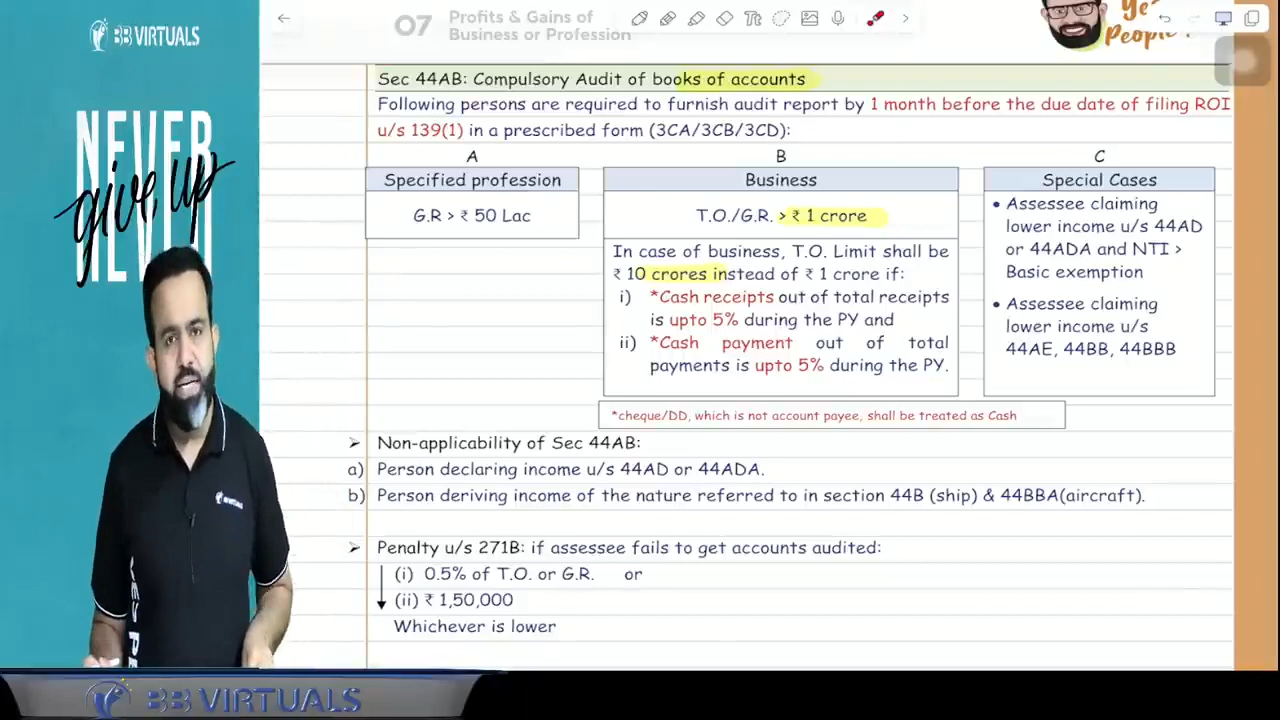 BB VIRTUALS
07 Profits & Gains of
Business or Profession
Ye
People
NEVER
give up
NEVER
Sec 44AB: Compulsory Audit of books of accounts
Following persons are required to furnish audit report by 1 month before the due date of filing ROI
u/s 139(1) in a prescribed form (3CA/3CB/3CD):
A
Specified profession
G.R > ₹ 50 Lac
B
Business
T.O./G.R. > ₹ 1 crore
In case of business, T.O. Limit shall be
₹ 10 crores instead of ₹ 1 crore if:
i) *Cash receipts out of total receipts
is upto 5% during the PY and
ii) *Cash payment out of total
payments is upto 5% during the PY.
C
Special Cases
• Assessee claiming
lower income u/s 44AD
or 44ADA and NTI >
Basic exemption
• Assessee claiming
lower income u/s
44AE, 44BB, 44BBB
*cheque/DD, which is not account payee, shall be treated as Cash
➢ Non-applicability of Sec 44AB:
a) Person declaring income u/s 44AD or 44ADA.
b) Person deriving income of the nature referred to in section 44B (ship) & 44BBA(aircraft).
➢ Penalty u/s 271B: if assessee fails to get accounts audited:
(i) 0.5% of T.O. or G.R. or
(ii) ₹ 1,50,000
Whichever is lower
BB VIRTUALS